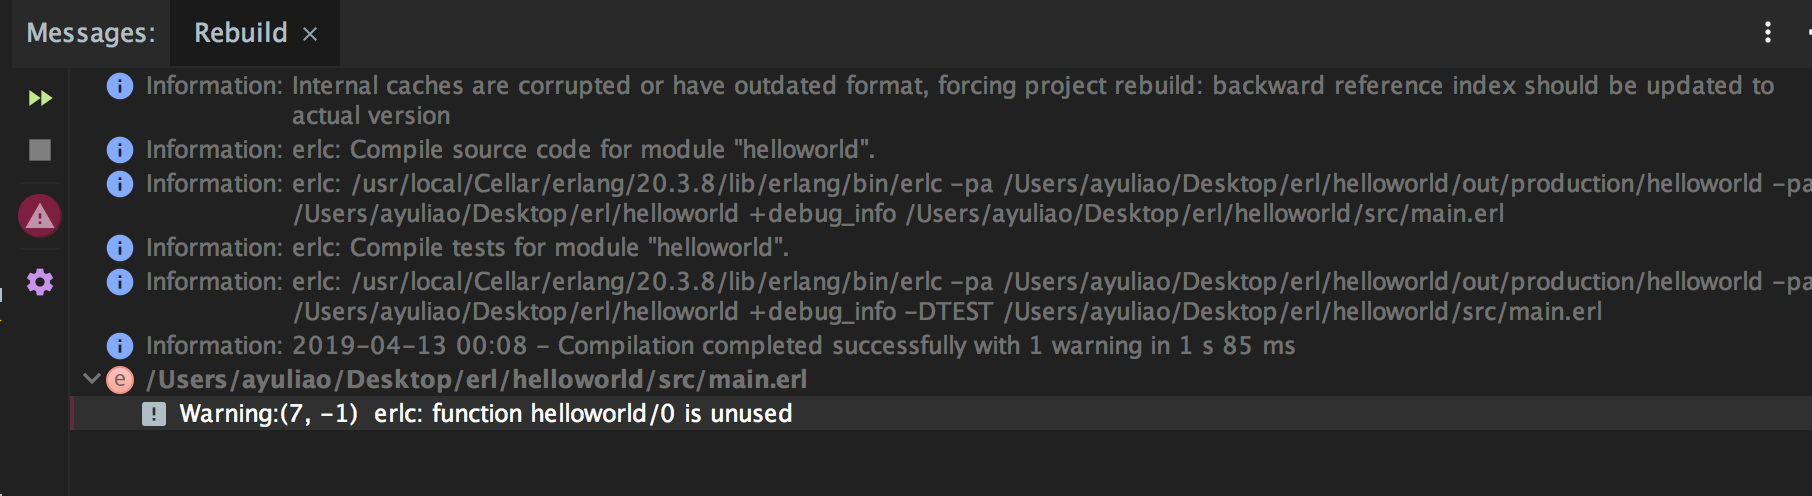 Messages: Rebuild ×
Information: Internal caches are corrupted or have outdated format, forcing project rebuild: backward reference index should be updated to
actual version
Information: erlc: Compile source code for module "helloworld".
Information: erlc: /usr/local/Cellar/erlang/20.3.8/lib/erlang/bin/erlc -pa /Users/ayuliao/Desktop/erl/helloworld/out/production/helloworld -pa
/Users/ayuliao/Desktop/erl/helloworld +debug_info /Users/ayuliao/Desktop/erl/helloworld/src/main.erl
Information: erlc: Compile tests for module "helloworld".
Information: erlc: /usr/local/Cellar/erlang/20.3.8/lib/erlang/bin/erlc -pa /Users/ayuliao/Desktop/erl/helloworld/out/production/helloworld -pa
/Users/ayuliao/Desktop/erl/helloworld +debug_info -DTEST /Users/ayuliao/Desktop/erl/helloworld/src/main.erl
Information: 2019-04-13 00:08 - Compilation completed successfully with 1 warning in 1 s 85 ms
e /Users/ayuliao/Desktop/erl/helloworld/src/main.erl
Warning:(7, -1) erlc: function helloworld/0 is unused